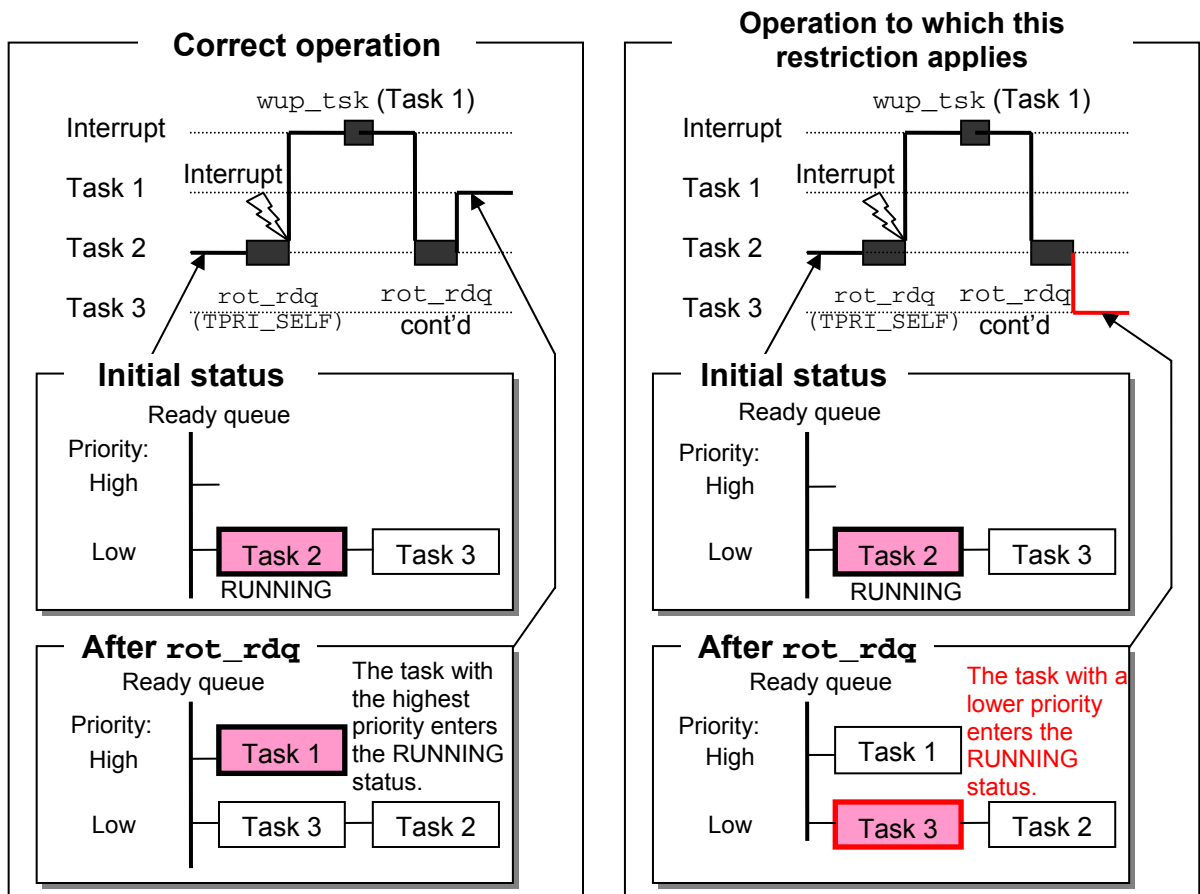 Correct operation
wup_tsk (Task 1)
Interrupt
Task 1
Interrupt
Task 2
Task 3
rot_rdq
(TPRI_SELF)
rot_rdq
cont'd
Initial status
Ready queue
Priority:
High
Low
Task 2
Task 3
RUNNING
After rot_rdq
Ready queue
Priority:
High
Task 1
The task with
the highest
priority enters
the RUNNING
status.
Low
Task 3
Task 2
Operation to which this
restriction applies
wup_tsk (Task 1)
Interrupt
Task 1
Interrupt
Task 2
Task 3
rot_rdq
(TPRI_SELF)
rot_rdq
cont'd
Initial status
Ready queue
Priority:
High
Low
Task 2
Task 3
RUNNING
After rot_rdq
Ready queue
Priority:
High
Task 1
The task with a
lower priority
enters the
RUNNING
status.
Low
Task 3
Task 2